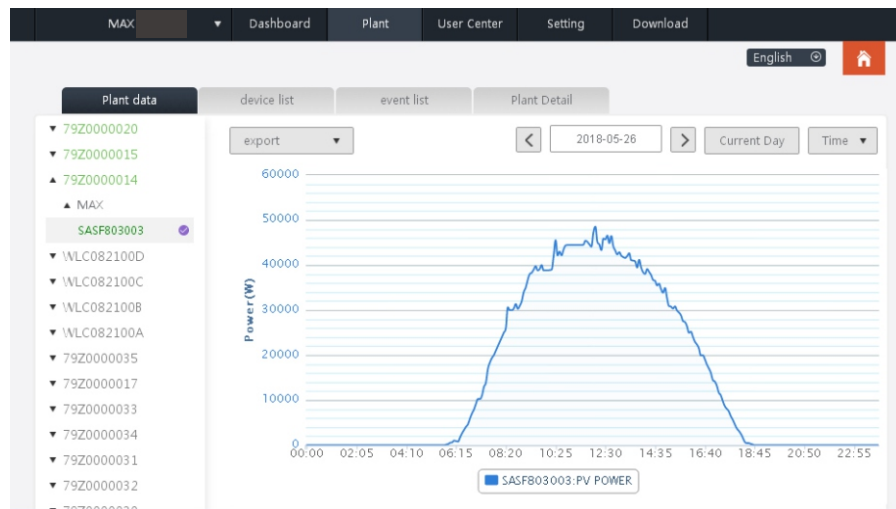 MAX Dashboard Plant User Center Setting Download
English
Plant data device list event list Plant Detail
79Z0000020
79Z0000015
79Z0000014
MAX
SASF803003
WLC082100D
WLC082100C
WLC082100B
WLC082100A
79Z0000035
79Z0000017
79Z0000033
79Z0000034
79Z0000031
79Z0000032
export 2018-05-26 Current Day Time
60000
50000
40000
30000
20000
10000
0
Power(W)
00:00 02:05 04:10 06:15 08:20 10:25 12:30 14:35 16:40 18:45 20:50 22:55
SASF803003:PV POWER